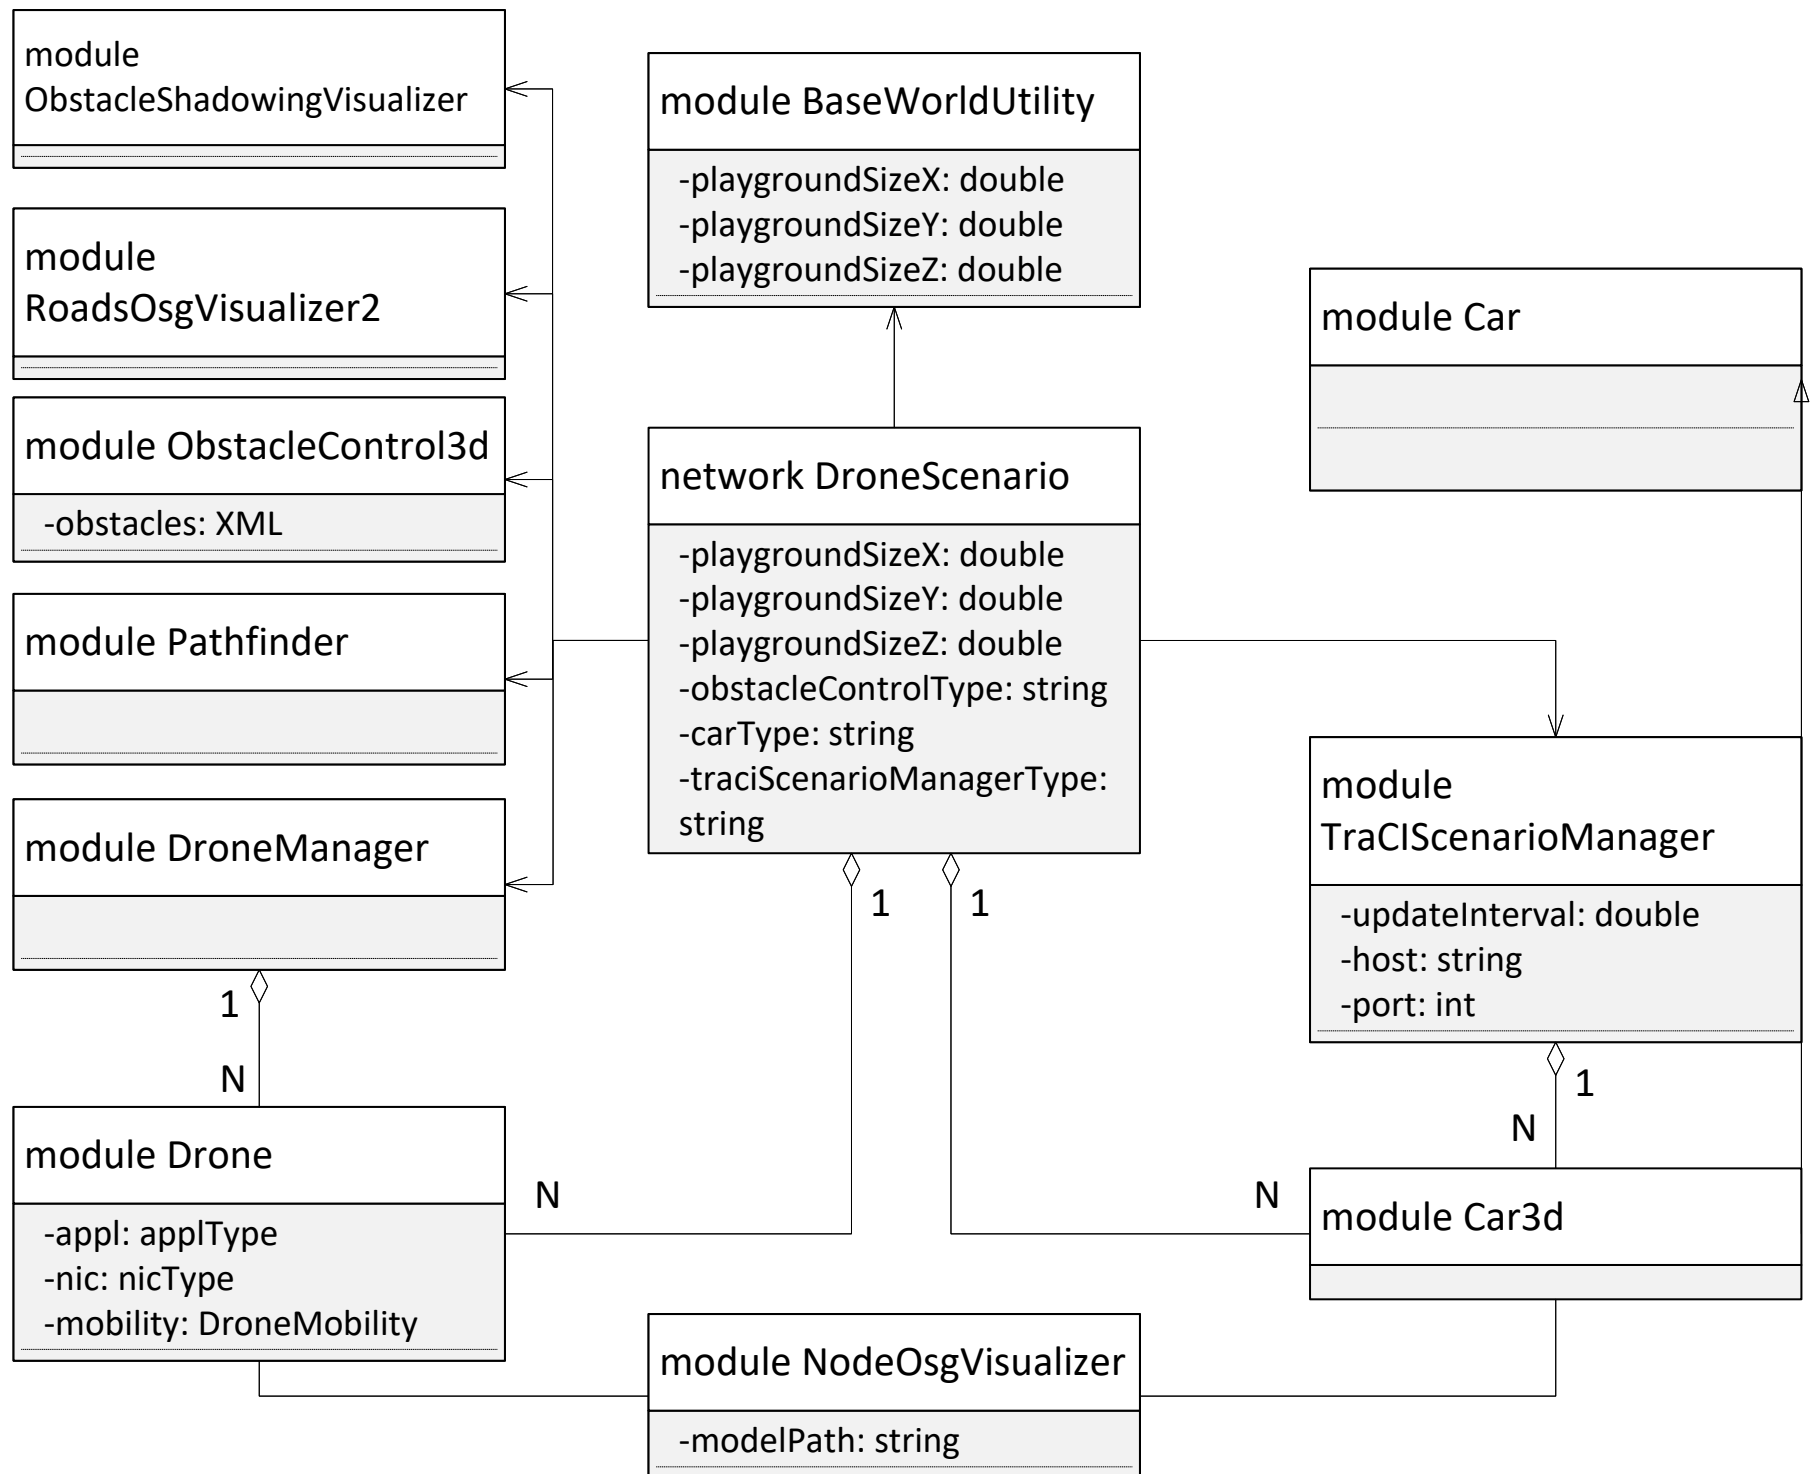 module
ObstacleShadowingVisualizer
module
RoadsOsgVisualizer2
module ObstacleControl3d
-obstacles: XML
module Pathfinder
module DroneManager
1
N
module Drone
-appl: applType
-nic: nicType
-mobility: DroneMobility
module BaseWorldUtility
-playgroundSizeX: double
-playgroundSizeY: double
-playgroundSizeZ: double
network DroneScenario
-playgroundSizeX: double
-playgroundSizeY: double
-playgroundSizeZ: double
-obstacleControlType: string
-carType: string
-traciScenarioManagerType:
string
1
1
N
N
module NodeOsgVisualizer
-modelPath: string
module Car
module
TraCIScenarioManager
-updateInterval: double
-host: string
-port: int
1
N
module Car3d